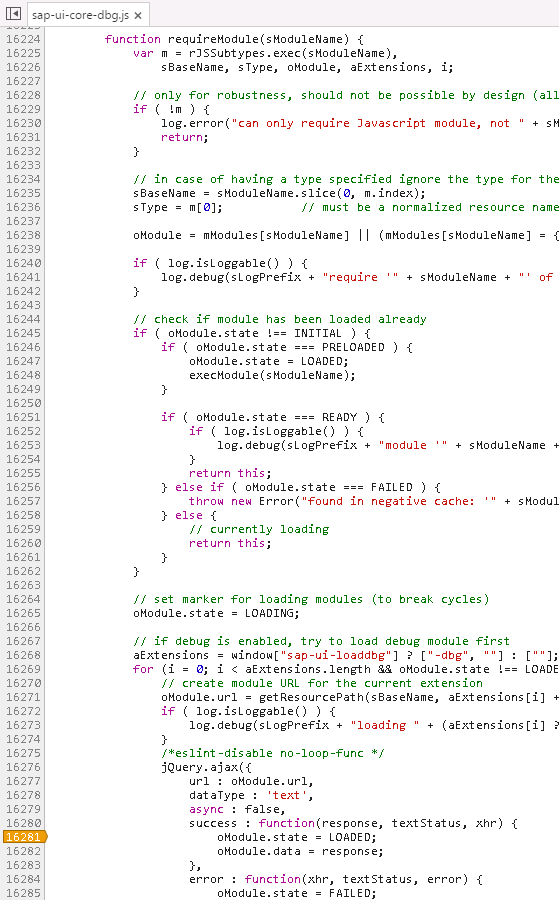 sap-ui-core-dbg.js ×
16223
16224 function requireModule(sModuleName) {
16225 var m = rJSSubtypes.exec(sModuleName),
16226 sBaseName, sType, oModule, aExtensions, i;
16227
16228 // only for robustness, should not be possible by design (all
16229 if ( !m ) {
16230 log.error("can only require Javascript module, not " + sM
16231 return;
16232 }
16233
16234 // in case of having a type specified ignore the type for the
16235 sBaseName = sModuleName.slice(0, m.index);
16236 sType = m[0]; // must be a normalized resource name
16237
16238 oModule = mModules[sModuleName] || (mModules[sModuleName] = {
16239
16240 if ( log.isLoggable() ) {
16241 log.debug(sLogPrefix + "require '" + sModuleName + "' of
16242 }
16243
16244 // check if module has been loaded already
16245 if ( oModule.state !== INITIAL ) {
16246 if ( oModule.state === PRELOADED ) {
16247 oModule.state = LOADED;
16248 execModule(sModuleName);
16249 }
16250
16251 if ( oModule.state === READY ) {
16252 if ( log.isLoggable() ) {
16253 log.debug(sLogPrefix + "module '" + sModuleName +
16254 }
16255 return this;
16256 } else if ( oModule.state === FAILED ) {
16257 throw new Error("found in negative cache: '" + sModul
16258 } else {
16259 // currently loading
16260 return this;
16261 }
16262 }
16263
16264 // set marker for loading modules (to break cycles)
16265 oModule.state = LOADING;
16266
16267 // if debug is enabled, try to load debug module first
16268 aExtensions = window["sap-ui-loaddbg"] ? ["-dbg", ""] : [""];
16269 for (i = 0; i < aExtensions.length && oModule.state !== LOADE
16270 // create module URL for the current extension
16271 oModule.url = getResourcePath(sBaseName, aExtensions[i] +
16272 if ( log.isLoggable() ) {
16273 log.debug(sLogPrefix + "loading " + (aExtensions[i] ?
16274 }
16275 /*eslint-disable no-loop-func */
16276 jQuery.ajax({
16277 url : oModule.url,
16278 dataType : 'text',
16279 async : false,
16280 success : function(response, textStatus, xhr) {
16281 oModule.state = LOADED;
16282 oModule.data = response;
16283 },
16284 error : function(xhr, textStatus, error) {
16285 oModule.state = FAILED;